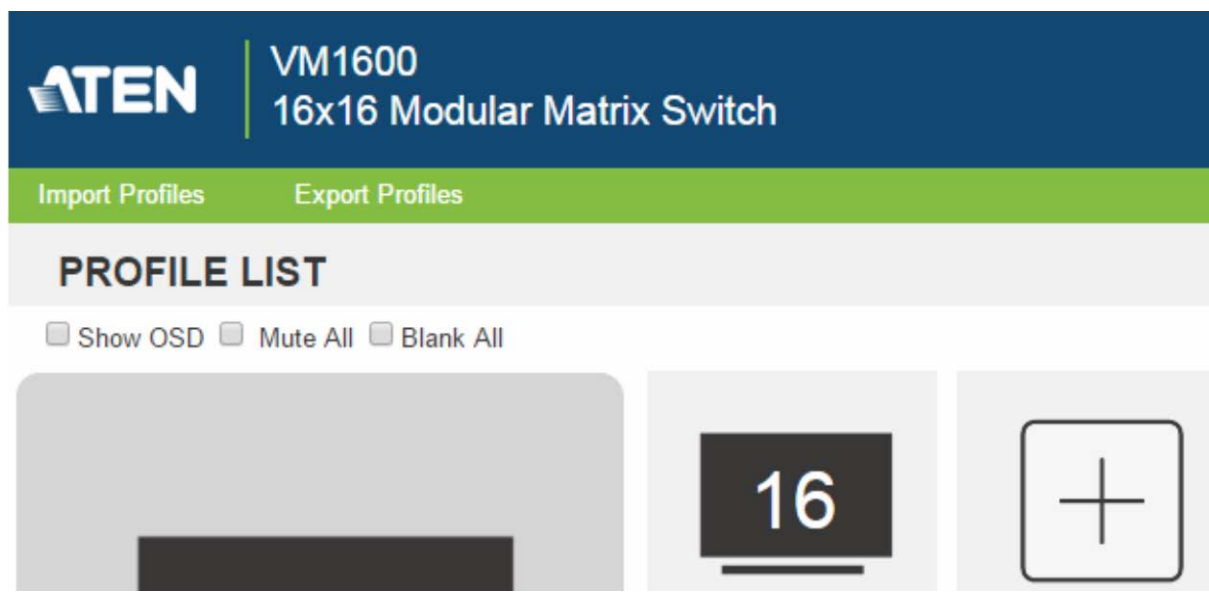 ATEN
VM1600
16x16 Modular Matrix Switch
Import Profiles Export Profiles
PROFILE LIST
Show OSD Mute All Blank All
16